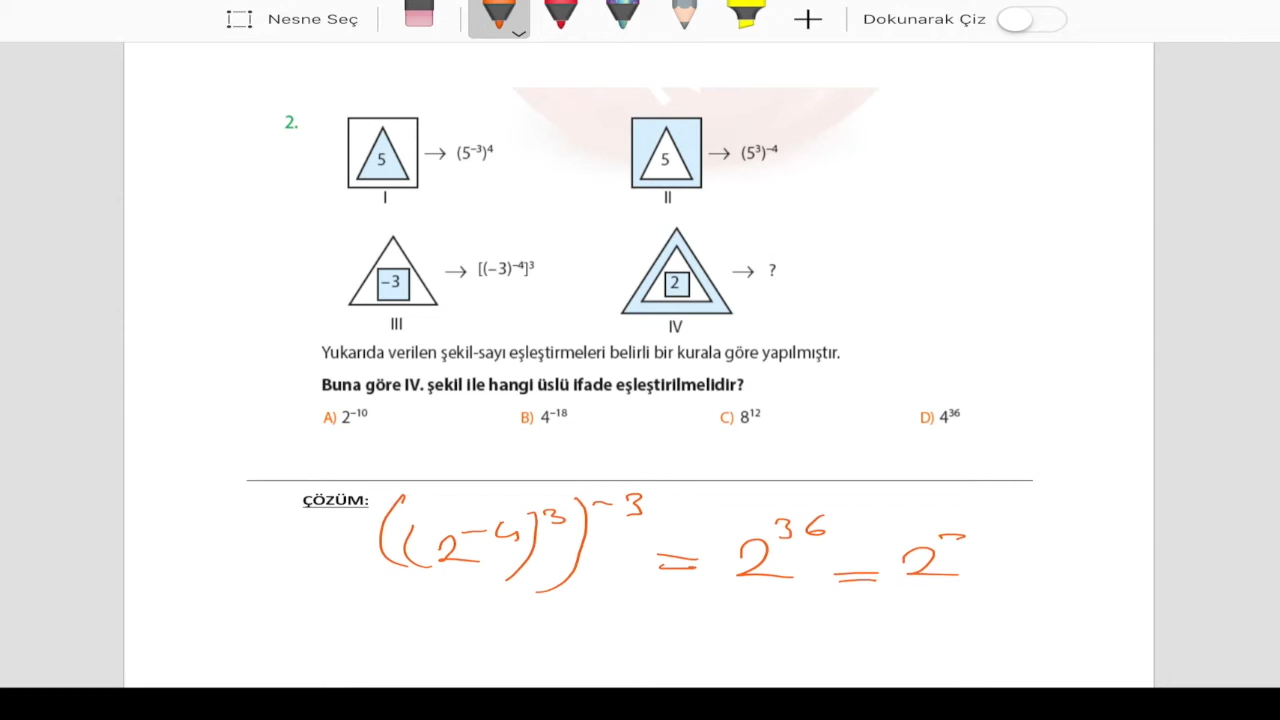 Nesne Seç Dokunarak Çiz
2.
5 → (5⁻³)⁴ 5 → (5³)⁻⁴
I II
−3 → [(−3)⁻⁴]³ 2 → ?
III IV
Yukarıda verilen şekil-sayı eşleştirmeleri belirli bir kurala göre yapılmıştır.
Buna göre IV. şekil ile hangi üslü ifade eşleştirilmelidir?
A) 2⁻¹⁰ B) 4⁻¹⁸ C) 8¹² D) 4³⁶
ÇÖZÜM: ((2⁻⁴)³)⁻³ = 2³⁶ = 2